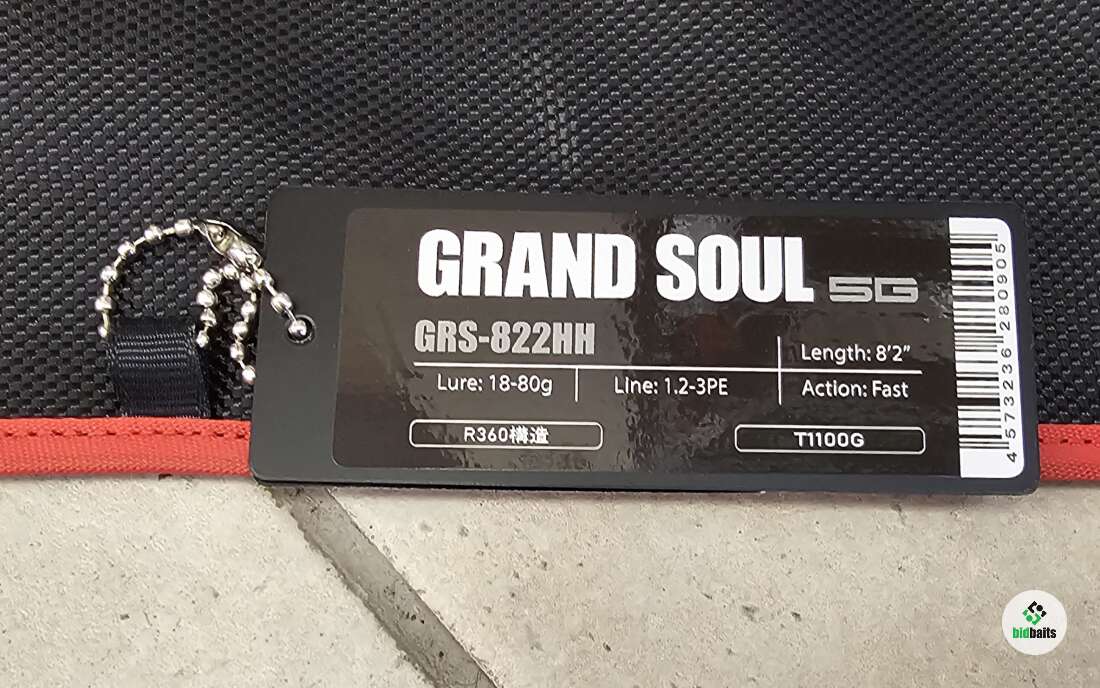 GRAND SOUL 5G
GRS-822HH
Length: 8'2"
Lure: 18-80g
Line: 1.2-3PE
Action: Fast
R360構造
T1100G
4573236280905
bidbaits